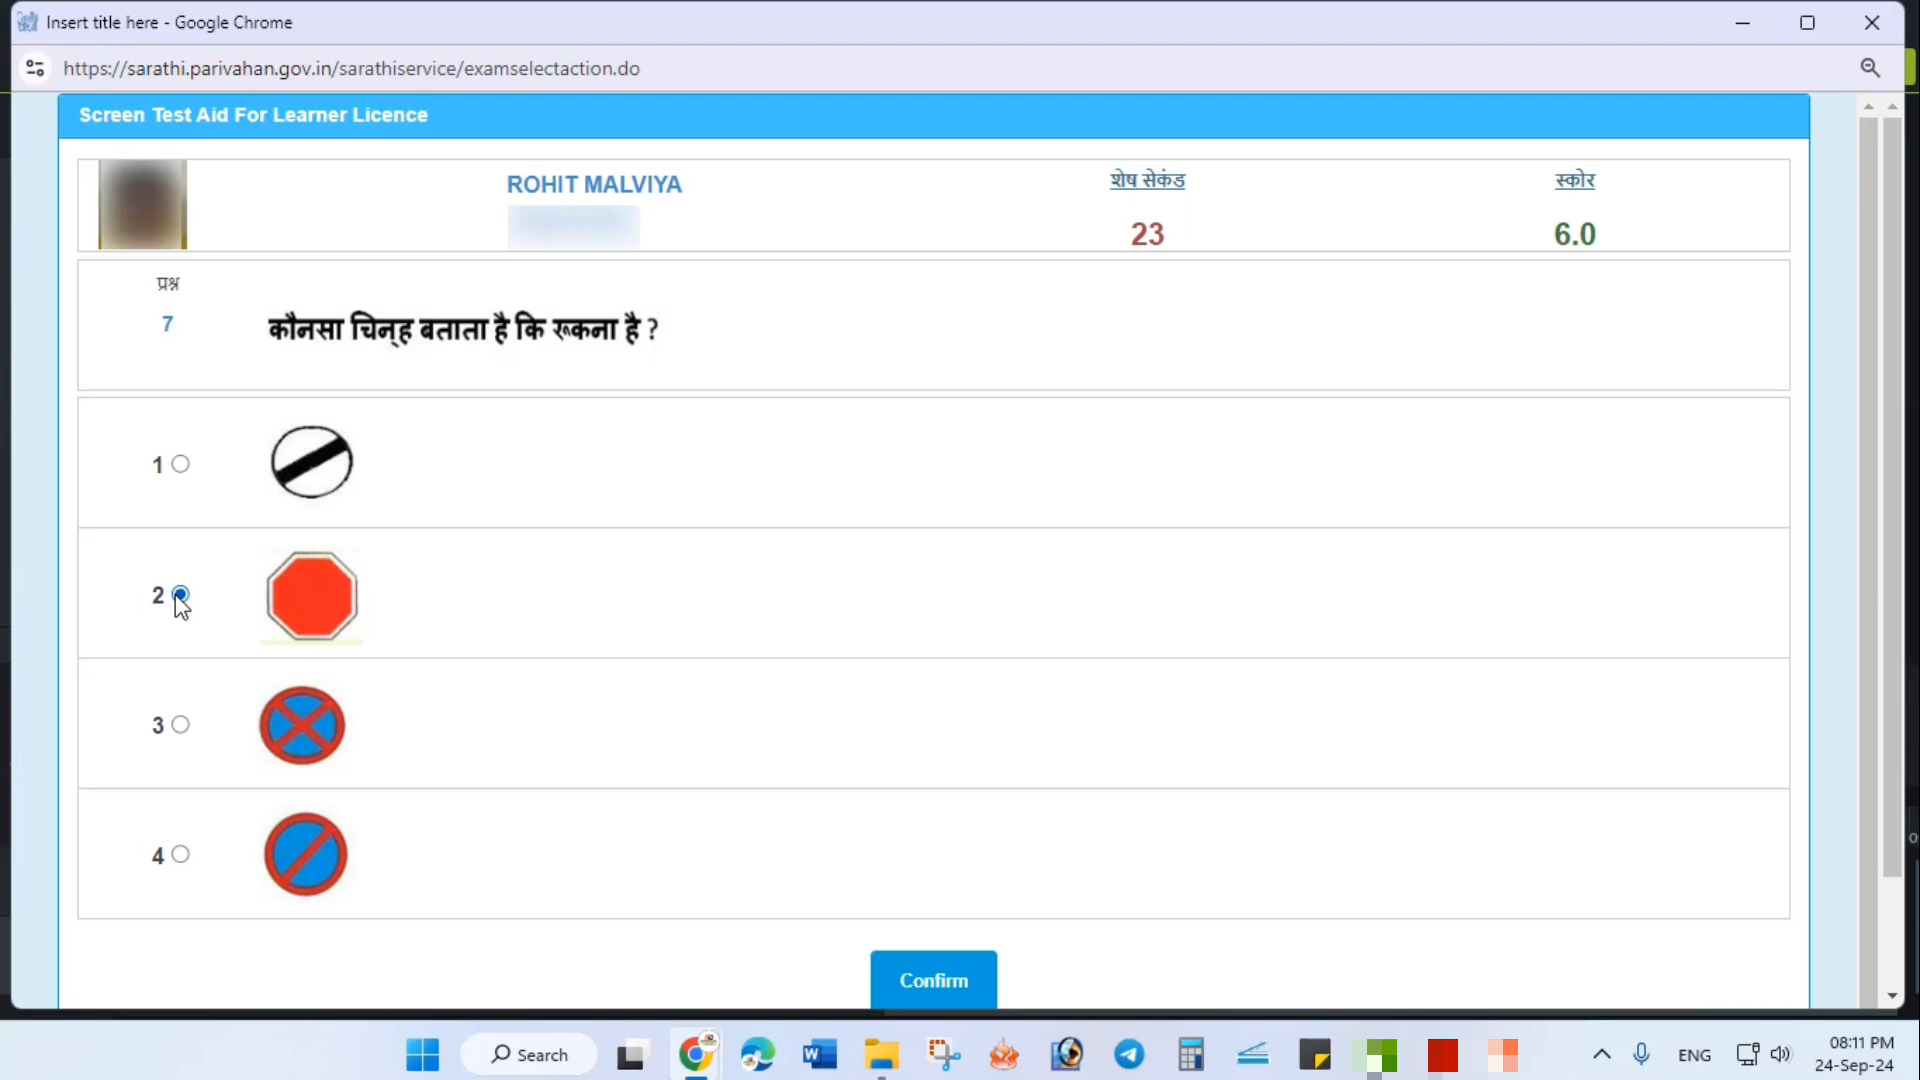 Insert title here - Google Chrome
https://sarathi.parivahan.gov.in/sarathiservice/examselectaction.do
Screen Test Aid For Learner Licence
ROHIT MALVIYA
शेष सेकंड
स्कोर
23
6.0
प्रश्न
7
कौनसा चिन्ह बताता है कि रूकना है ?
1
2
3
4
Confirm
Search
ENG
08:11 PM
24-Sep-24